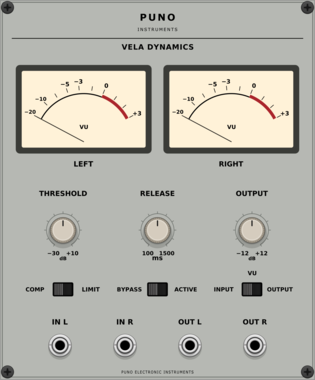 PUNO
INSTRUMENTS
VELA DYNAMICS
−20 −10 −5 −3 0 +3 −20 −10 −5 −3 0 +3
VU VU
LEFT RIGHT
THRESHOLD RELEASE OUTPUT
−30 +10 100 1500 −12 +12
dB ms dB
VU
COMP LIMIT BYPASS ACTIVE INPUT OUTPUT
IN L IN R OUT L OUT R
PUNO ELECTRONIC INSTRUMENTS